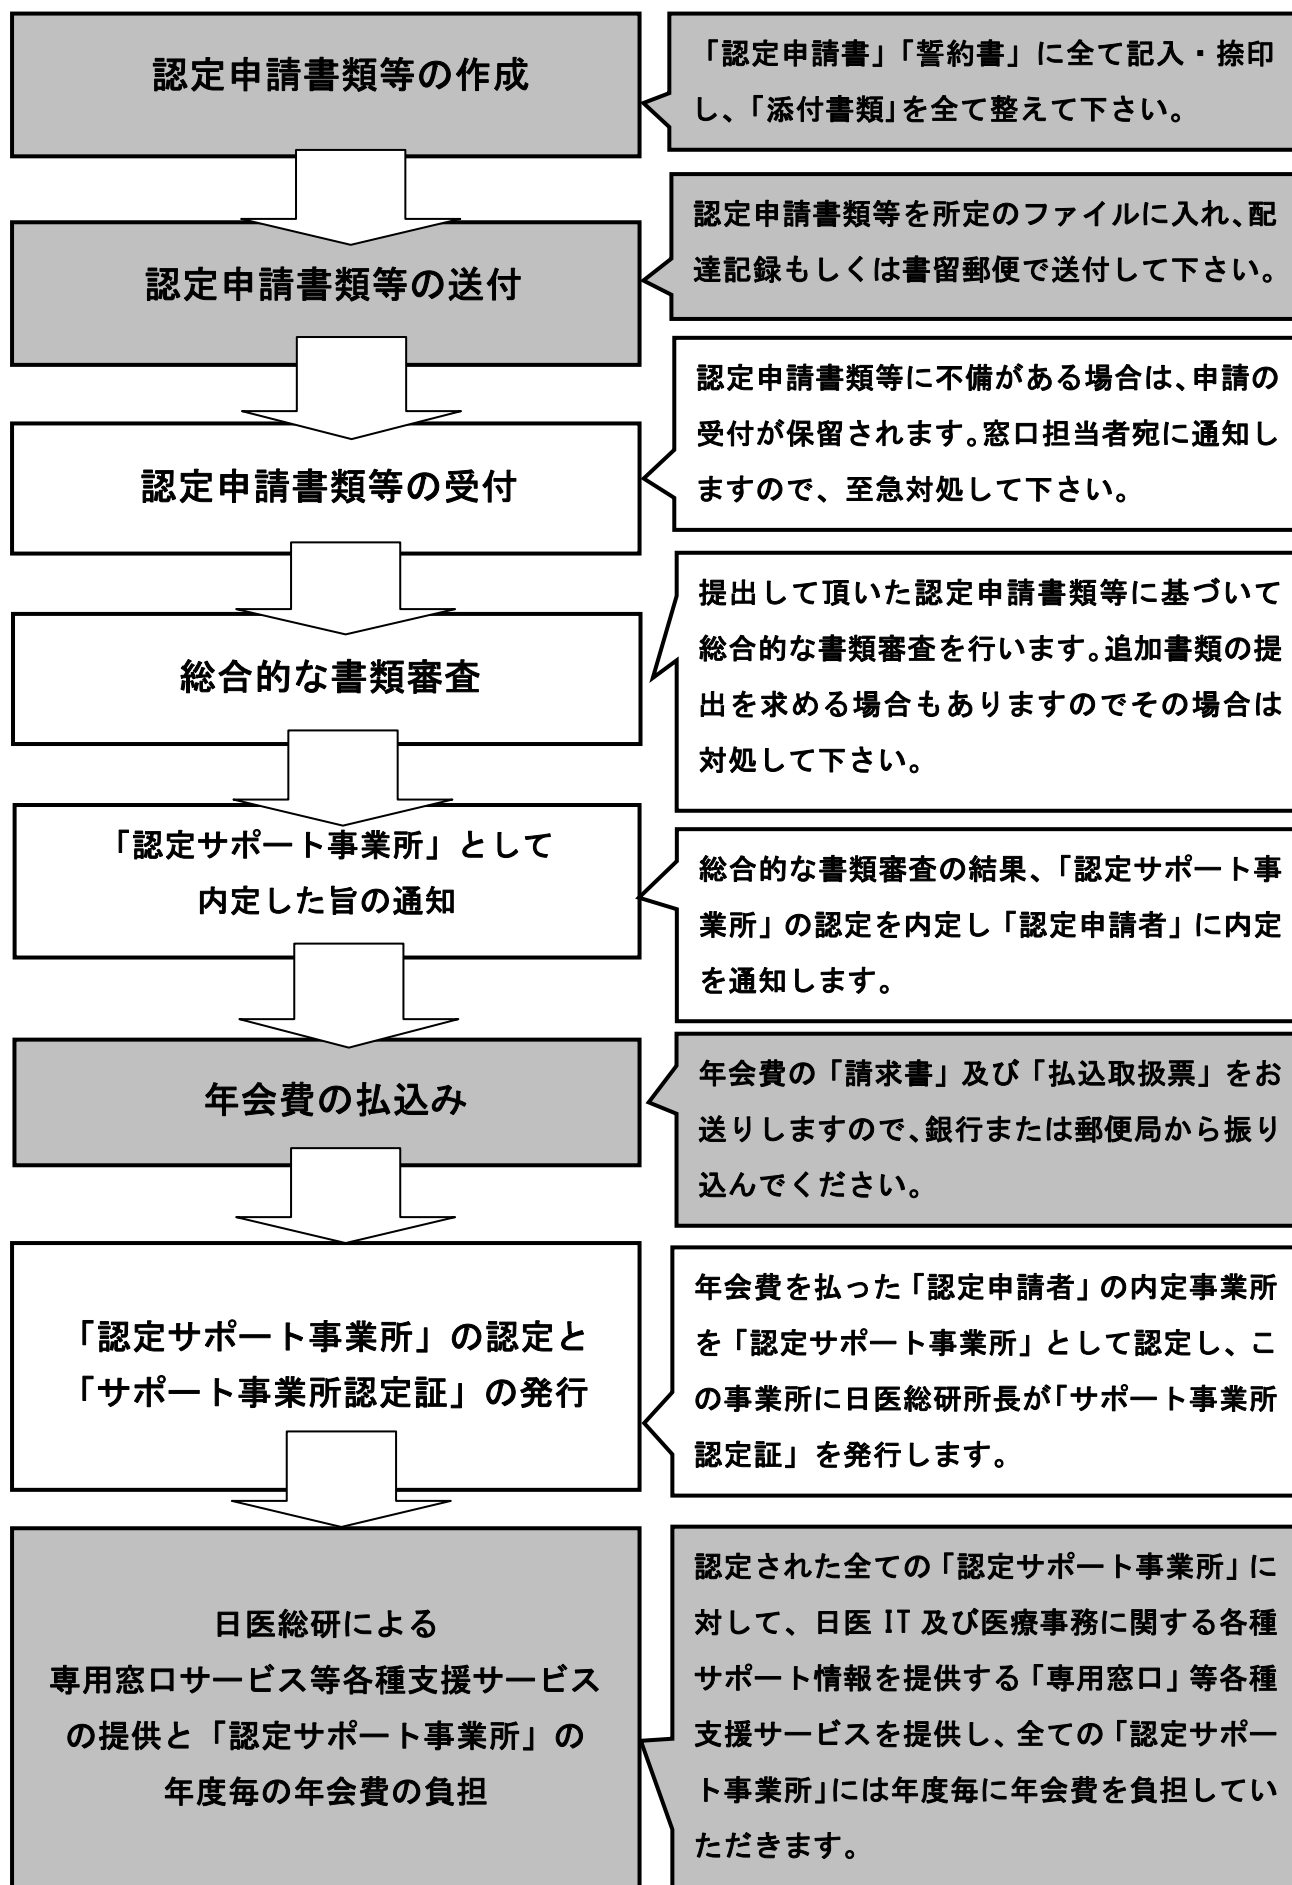 認定申請書類等の作成
「認定申請書」「誓約書」に全て記入・捺印
し、「添付書類」を全て整えて下さい。
認定申請書類等の送付
認定申請書類等を所定のファイルに入れ、配
達記録もしくは書留郵便で送付して下さい。
認定申請書類等の受付
認定申請書類等に不備がある場合は、申請の
受付が保留されます。窓口担当者宛に通知し
ますので、至急対処して下さい。
総合的な書類審査
提出して頂いた認定申請書類等に基づいて
総合的な書類審査を行います。追加書類の提
出を求める場合もありますのでその場合は
対処して下さい。
「認定サポート事業所」として
内定した旨の通知
総合的な書類審査の結果、「認定サポート事
業所」の認定を内定し「認定申請者」に内定
を通知します。
年会費の払込み
年会費の「請求書」及び「払込取扱票」をお
送りしますので、銀行または郵便局から振り
込んでください。
「認定サポート事業所」の認定と
「サポート事業所認定証」の発行
年会費を払った「認定申請者」の内定事業所
を「認定サポート事業所」として認定し、こ
の事業所に日医総研所長が「サポート事業所
認定証」を発行します。
日医総研による
専用窓口サービス等各種支援サービス
の提供と「認定サポート事業所」の
年度毎の年会費の負担
認定された全ての「認定サポート事業所」に
対して、日医 IT 及び医療事務に関する各種
サポート情報を提供する「専用窓口」等各種
支援サービスを提供し、全ての「認定サポー
ト事業所」には年度毎に年会費を負担してい
ただきます。